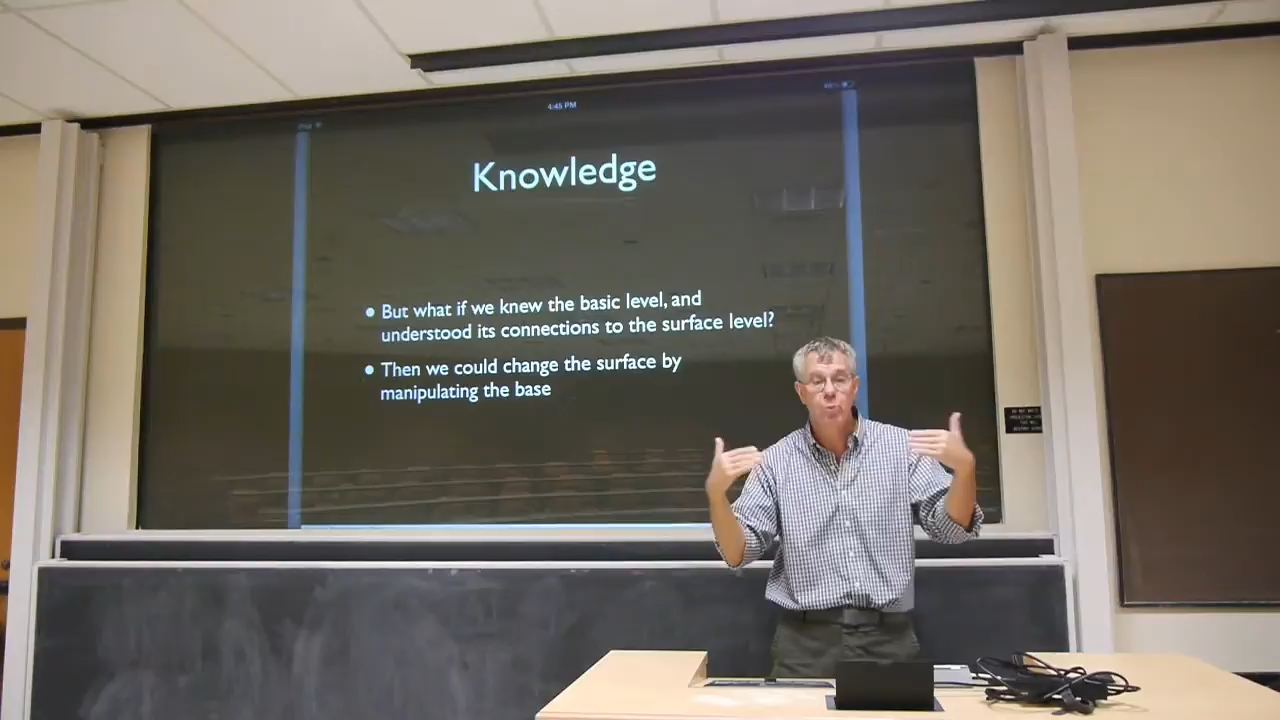 4:45 PM
Knowledge
• But what if we knew the basic level, and
understood its connections to the surface level?
• Then we could change the surface by
manipulating the base